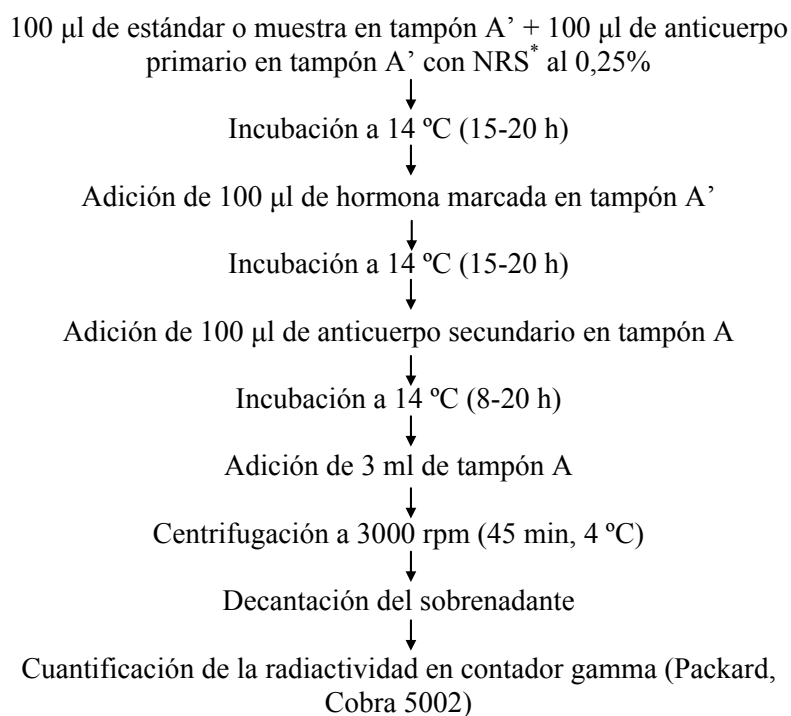 100 μl de estándar o muestra en tampón A’ + 100 μl de anticuerpo
primario en tampón A’ con NRS* al 0,25%
Incubación a 14 ºC (15-20 h)
Adición de 100 μl de hormona marcada en tampón A’
Incubación a 14 ºC (15-20 h)
Adición de 100 μl de anticuerpo secundario en tampón A
Incubación a 14 ºC (8-20 h)
Adición de 3 ml de tampón A
Centrifugación a 3000 rpm (45 min, 4 ºC)
Decantación del sobrenadante
Cuantificación de la radiactividad en contador gamma (Packard,
Cobra 5002)